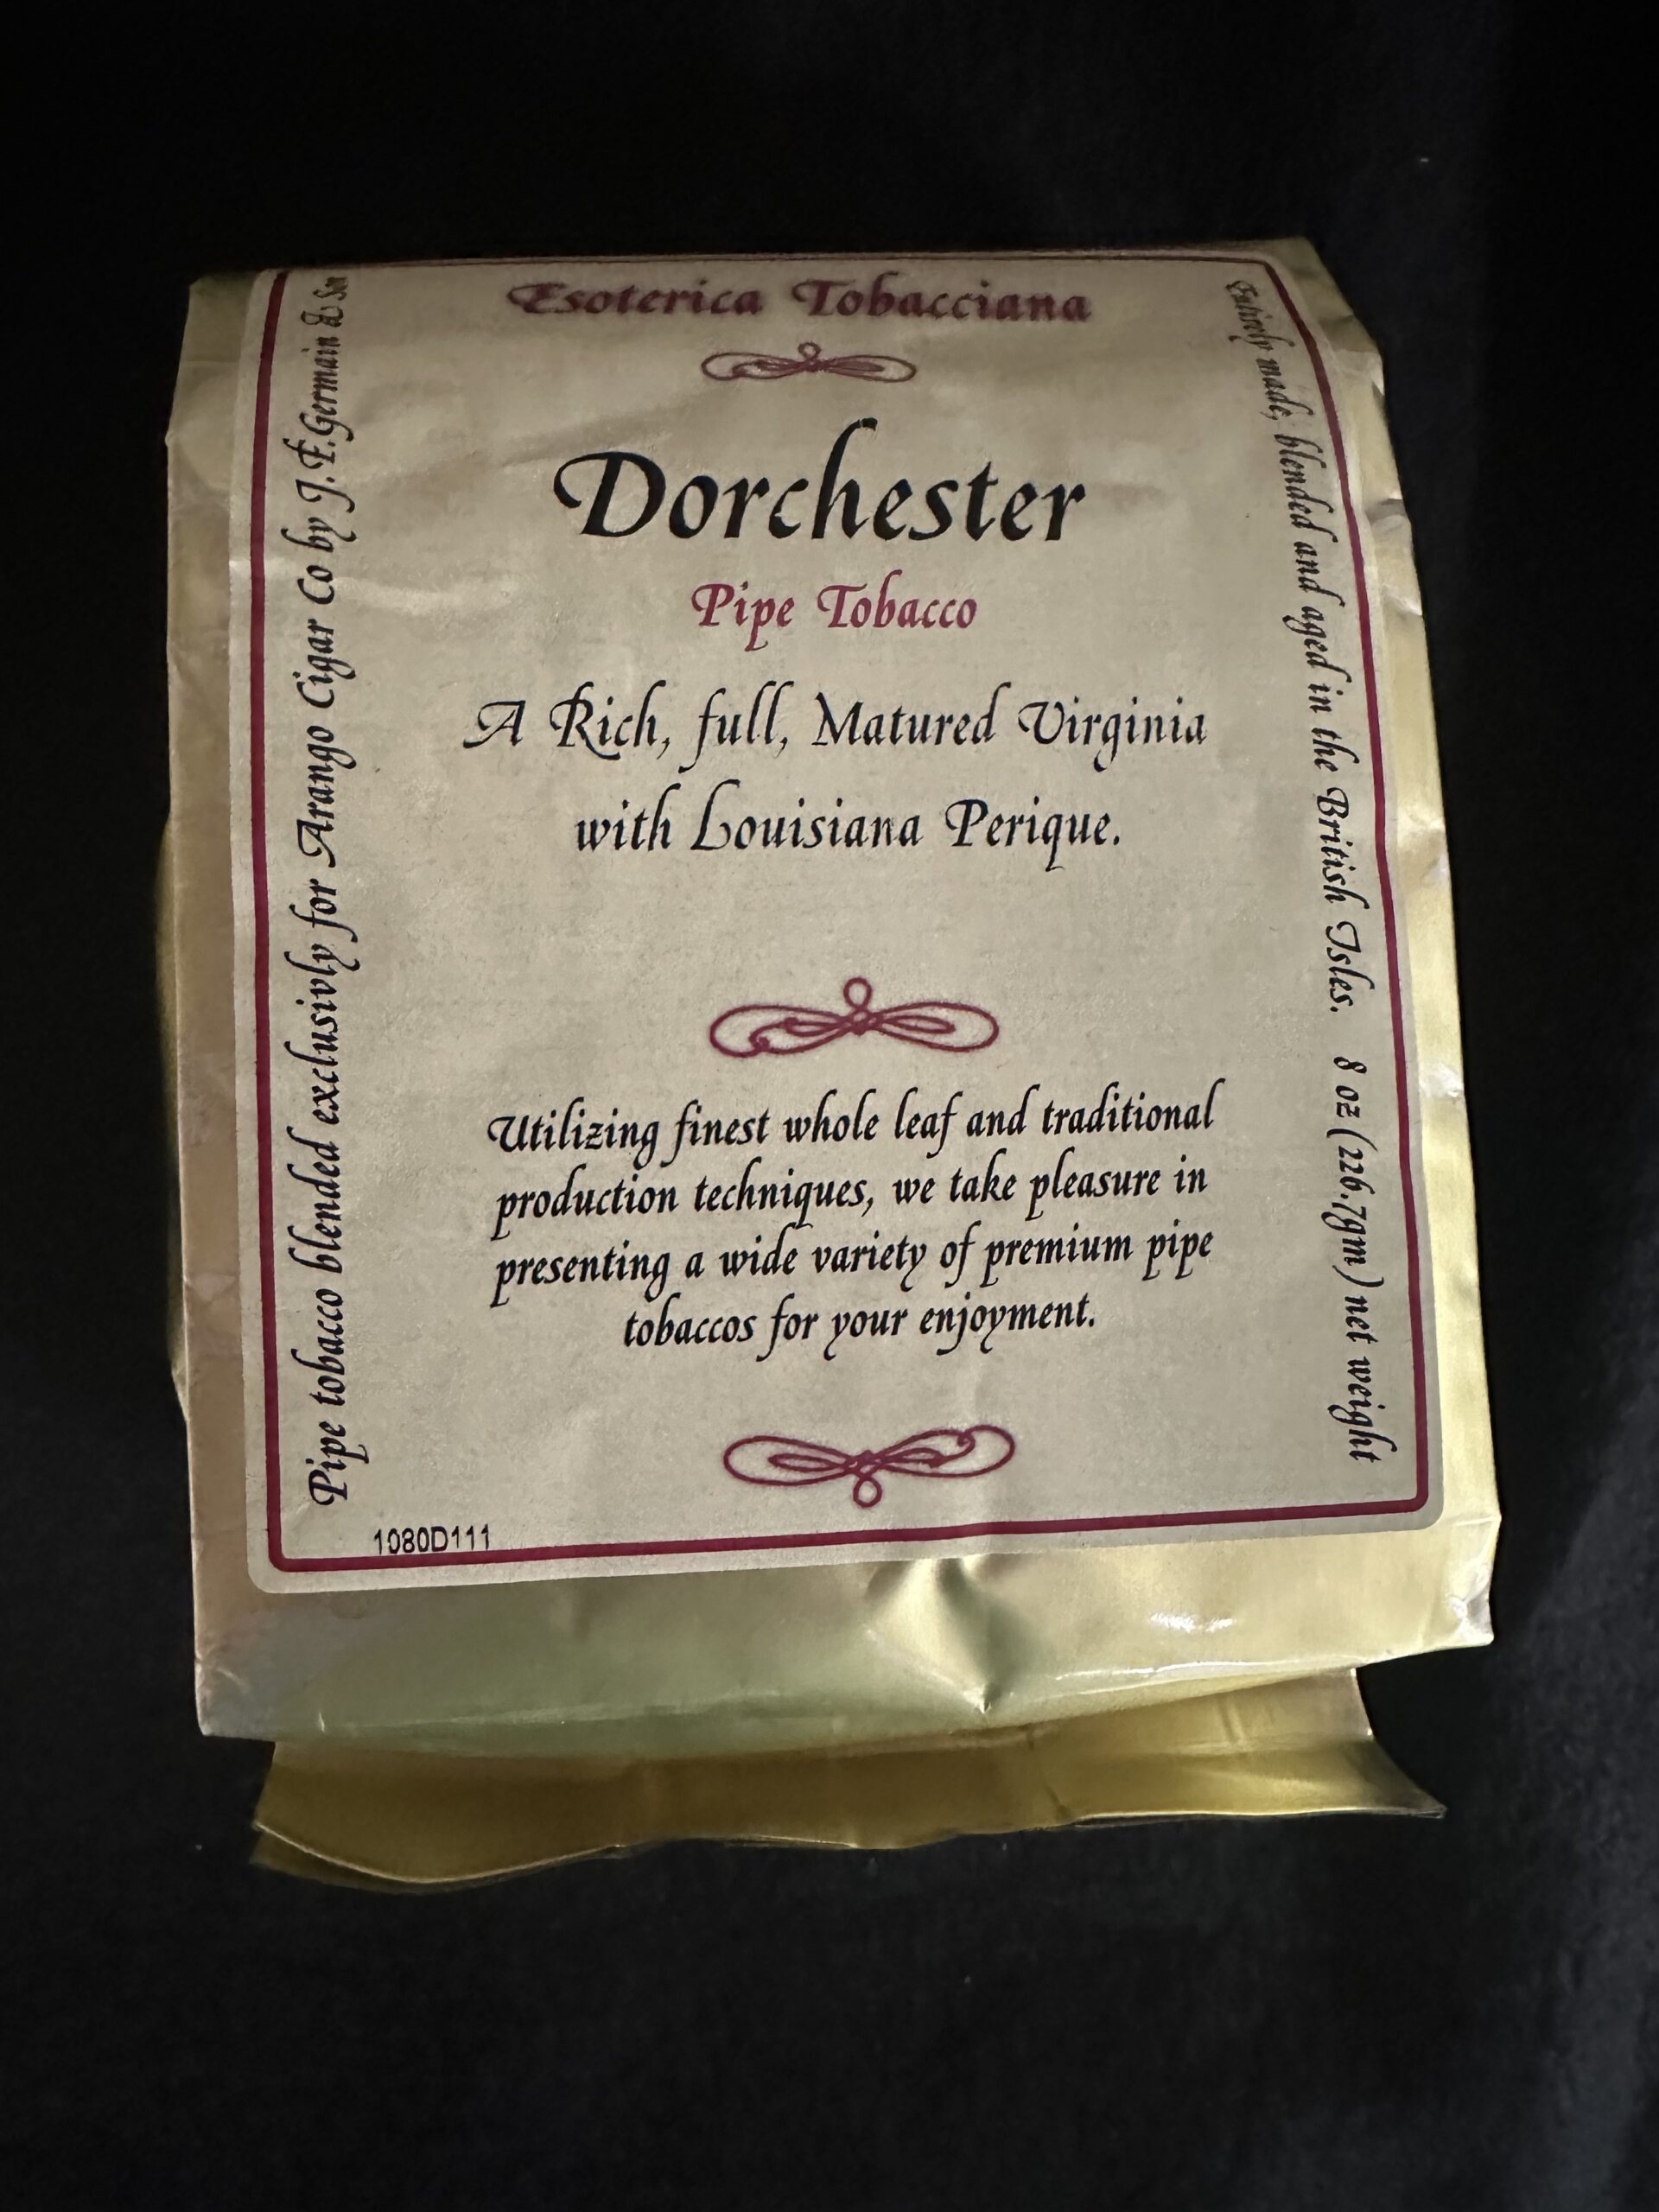 Esoterica Tobacciana
Dorchester
Pipe Tobacco
A Rich, full, Matured Virginia
with Louisiana Perique.
Utilizing finest whole leaf and traditional
production techniques, we take pleasure in
presenting a wide variety of premium pipe
tobaccos for your enjoyment.
Pipe tobacco blended exclusivly for Arango Cigar Co by J.F.Germain & Son
Entirely made, blended and aged in the British Isles. 8 oz (226.7gm) net weight
1080D111